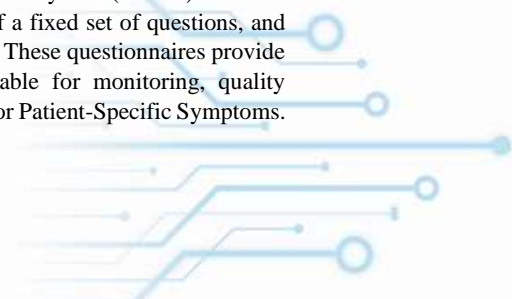 f a fixed set of questions, and
These questionnaires provide
able for monitoring, quality
or Patient-Specific Symptoms.